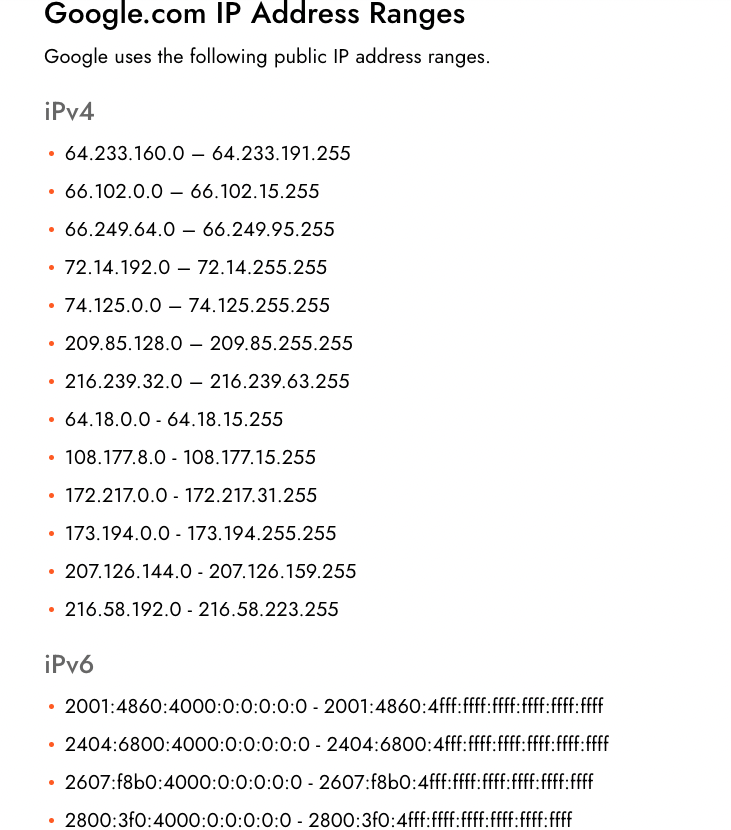 Google.com IP Address Ranges
Google uses the following public IP address ranges.
iPv4
• 64.233.160.0 – 64.233.191.255
• 66.102.0.0 – 66.102.15.255
• 66.249.64.0 – 66.249.95.255
• 72.14.192.0 – 72.14.255.255
• 74.125.0.0 – 74.125.255.255
• 209.85.128.0 – 209.85.255.255
• 216.239.32.0 – 216.239.63.255
• 64.18.0.0 - 64.18.15.255
• 108.177.8.0 - 108.177.15.255
• 172.217.0.0 - 172.217.31.255
• 173.194.0.0 - 173.194.255.255
• 207.126.144.0 - 207.126.159.255
• 216.58.192.0 - 216.58.223.255
iPv6
• 2001:4860:4000:0:0:0:0:0 - 2001:4860:4fff:ffff:ffff:ffff:ffff:ffff
• 2404:6800:4000:0:0:0:0:0 - 2404:6800:4fff:ffff:ffff:ffff:ffff:ffff
• 2607:f8b0:4000:0:0:0:0:0 - 2607:f8b0:4fff:ffff:ffff:ffff:ffff:ffff
• 2800:3f0:4000:0:0:0:0:0 - 2800:3f0:4fff:ffff:ffff:ffff:ffff:ffff